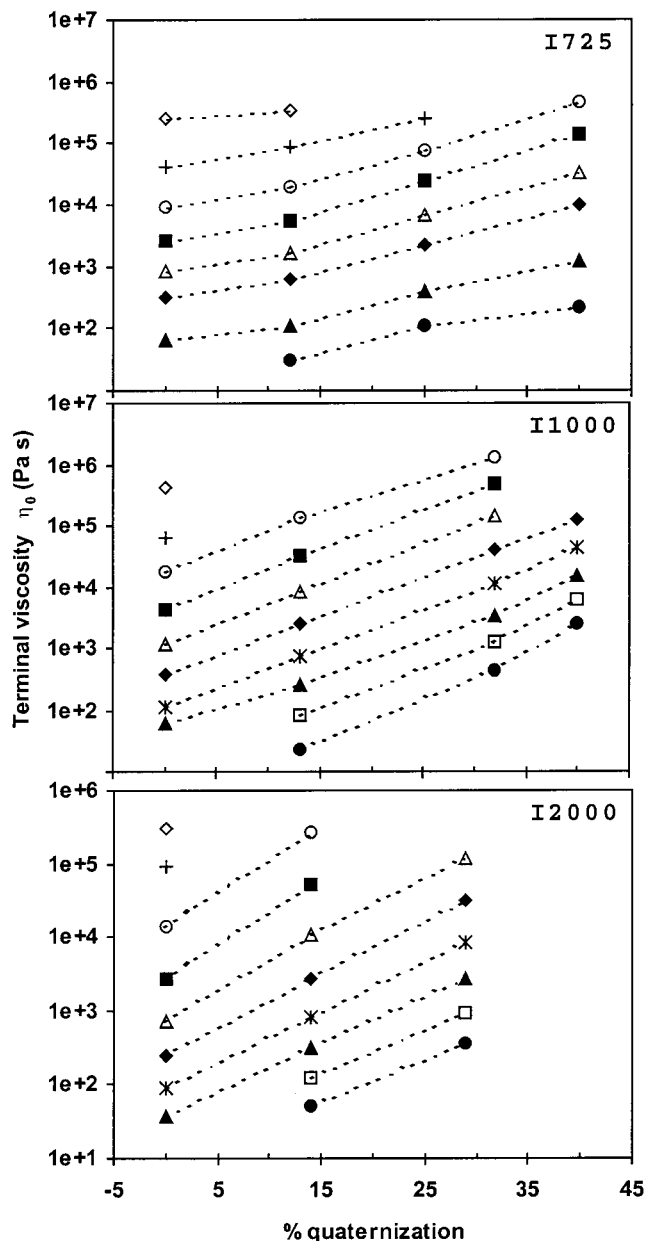 1e+7
I725
1e+6
1e+5
1e+4
1e+3
1e+2
1e+7
I1000
1e+6
1e+5
1e+4
1e+3
1e+2
Terminal viscosity η₀ (Pa s)
1e+6
I2000
1e+5
1e+4
1e+3
1e+2
1e+1
-5 5 15 25 35 45
% quaternization